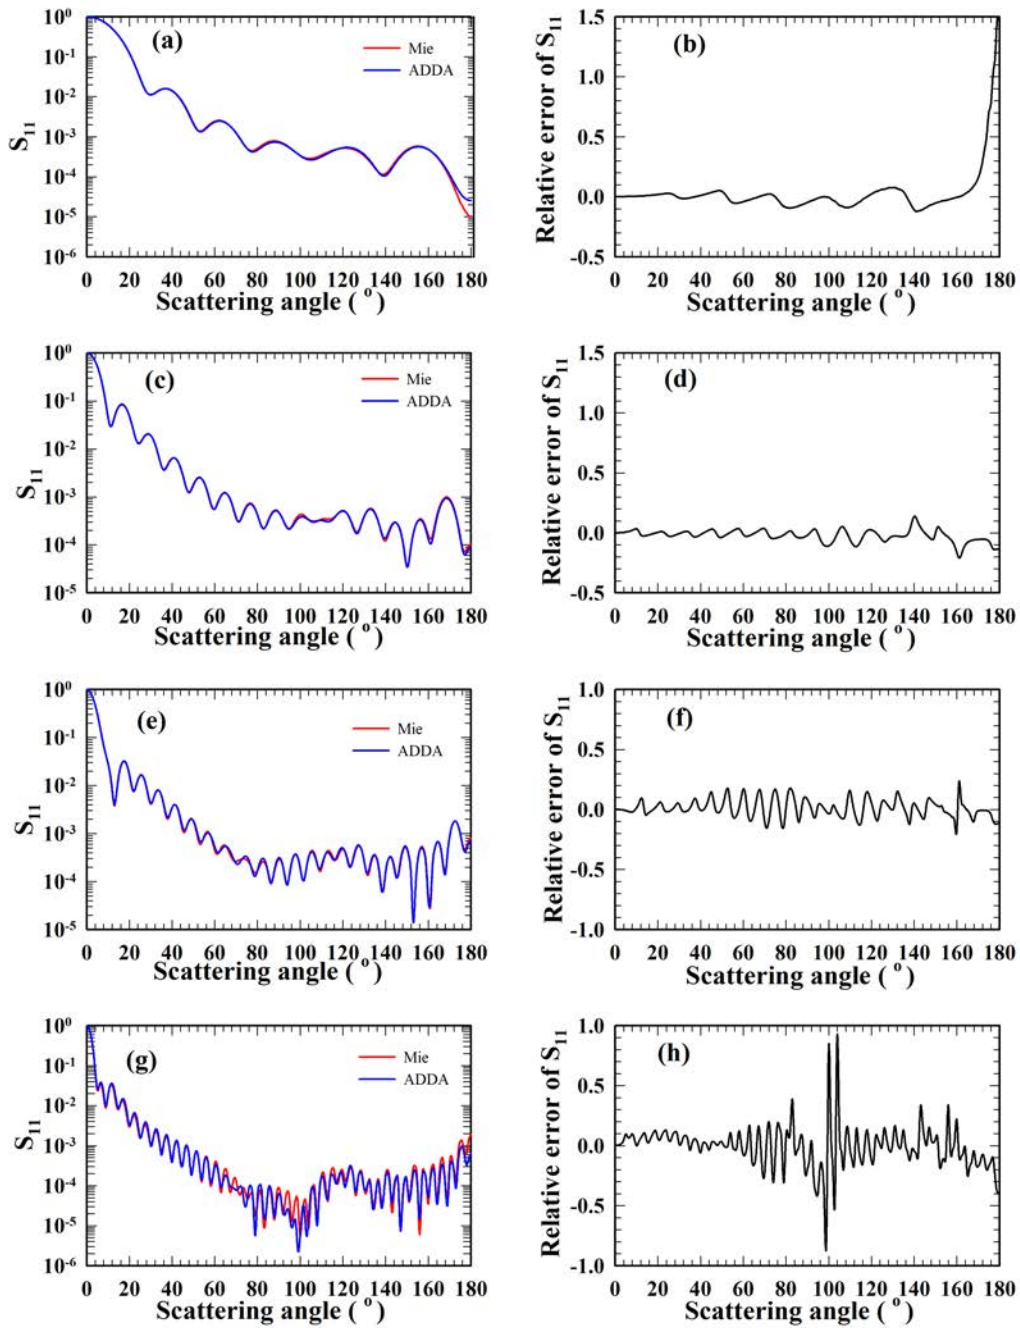 (a)
Mie
ADDA
S11
10^0
10^-1
10^-2
10^-3
10^-4
10^-5
10^-6
0 20 40 60 80 100 120 140 160 180
Scattering angle ( ° )
(b)
Relative error of S11
1.5
1.0
0.5
0.0
-0.5
0 20 40 60 80 100 120 140 160 180
Scattering angle ( ° )
(c)
Mie
ADDA
S11
10^0
10^-1
10^-2
10^-3
10^-4
10^-5
0 20 40 60 80 100 120 140 160 180
Scattering angle ( ° )
(d)
Relative error of S11
1.5
1.0
0.5
0.0
-0.5
0 20 40 60 80 100 120 140 160 180
Scattering angle ( ° )
(e)
Mie
ADDA
S11
10^0
10^-1
10^-2
10^-3
10^-4
10^-5
0 20 40 60 80 100 120 140 160 180
Scattering angle ( ° )
(f)
Relative error of S11
1.0
0.5
0.0
-0.5
-1.0
0 20 40 60 80 100 120 140 160 180
Scattering angle ( ° )
(g)
Mie
ADDA
S11
10^0
10^-1
10^-2
10^-3
10^-4
10^-5
10^-6
0 20 40 60 80 100 120 140 160 180
Scattering angle ( ° )
(h)
Relative error of S11
1.0
0.5
0.0
-0.5
-1.0
0 20 40 60 80 100 120 140 160 180
Scattering angle ( ° )